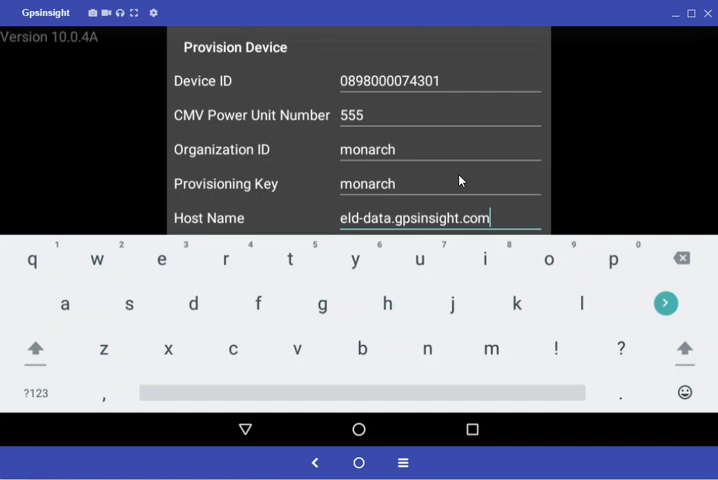 Gpsinsight
Version 10.0.4A
Provision Device
Device ID 0898000074301
CMV Power Unit Number 555
Organization ID monarch
Provisioning Key monarch
Host Name eld-data.gpsinsight.com
1 2 3 4 5 6 7 8 9 0
q w e r t y u i o p
a s d f g h j k l
z x c v b n m ! ?
?123 , .